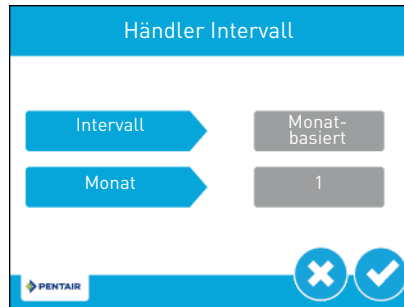 Händler Intervall
Intervall
Monat-
basiert
Monat
1
PENTAIR